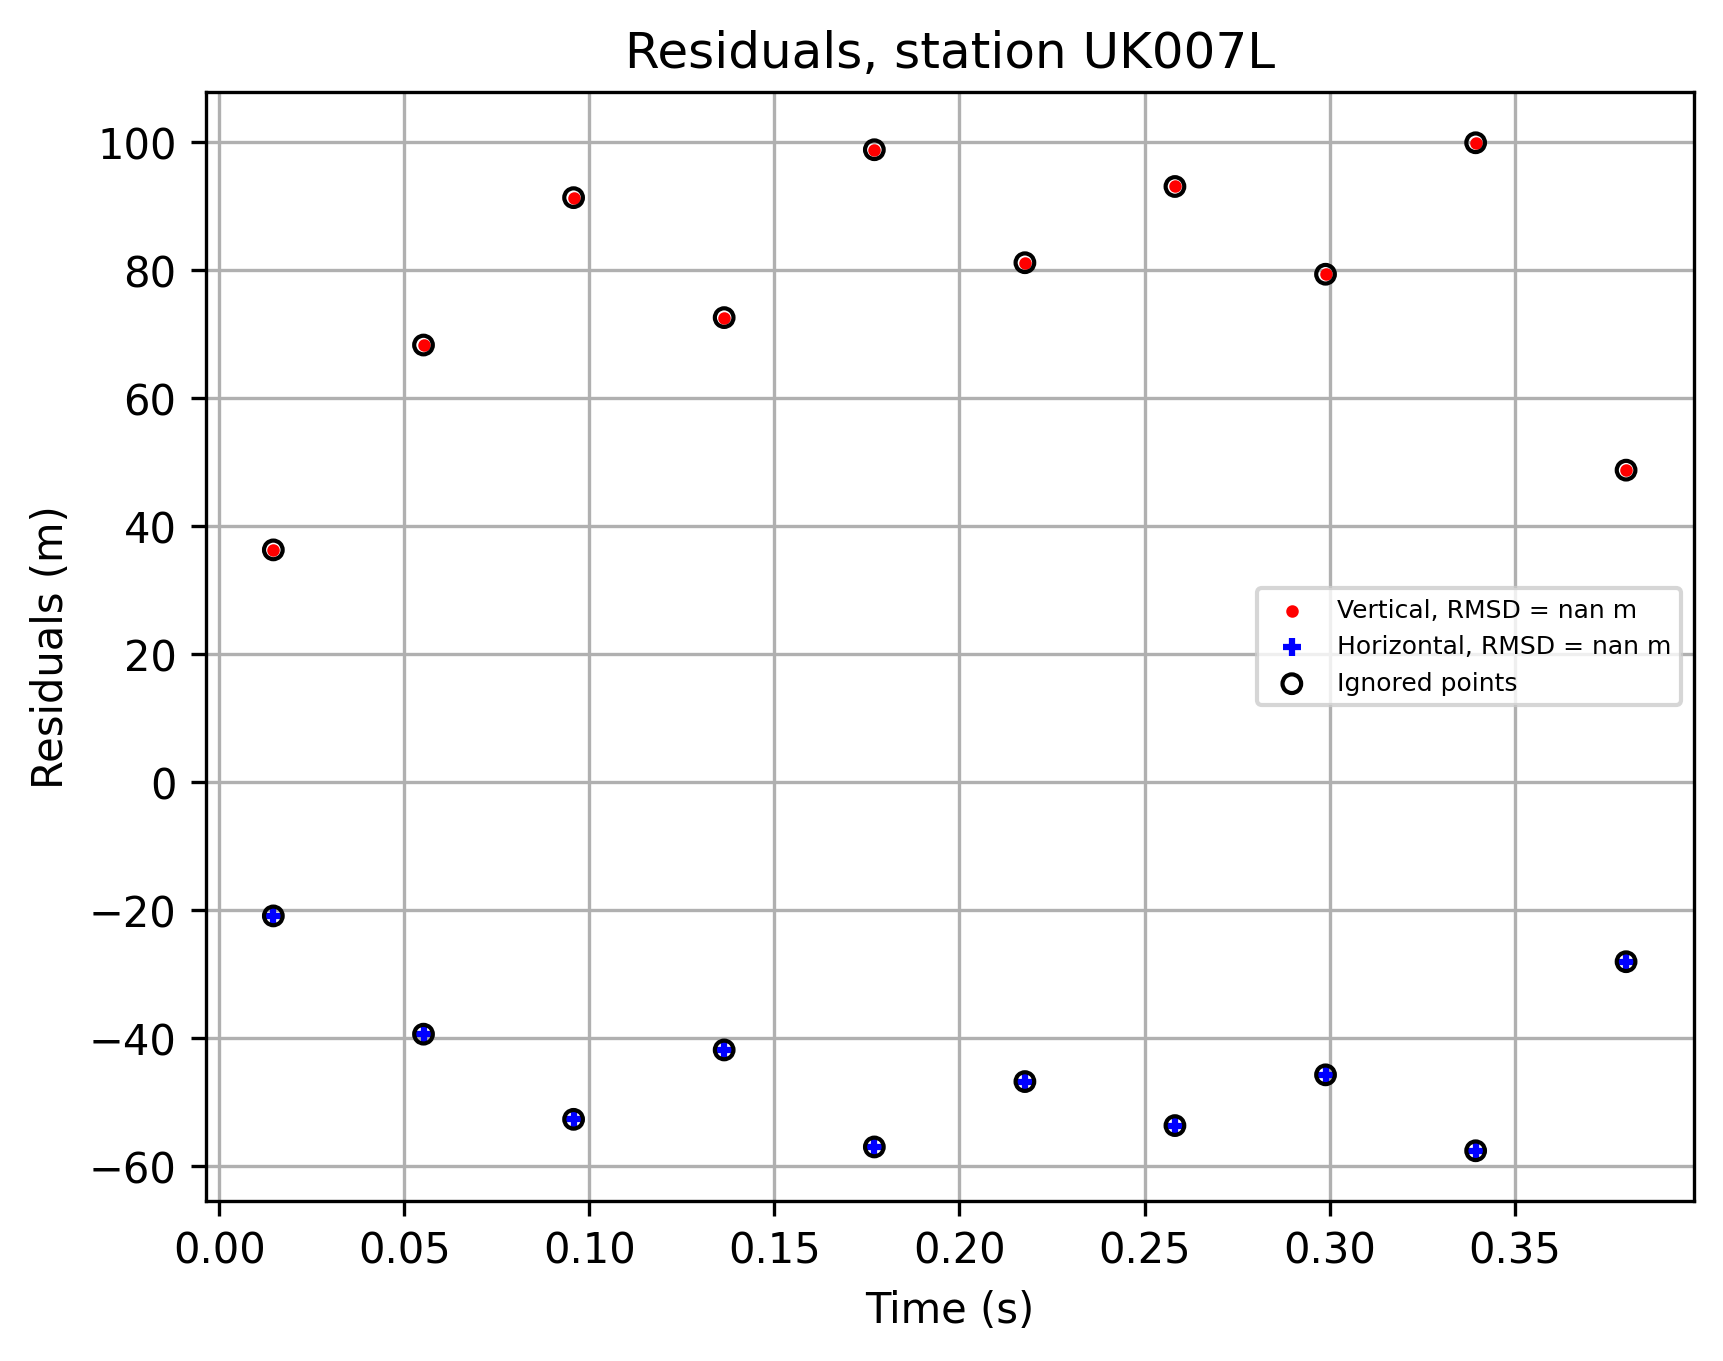 Residuals, station UK007L
Residuals (m)
100
80
60
40
20
0
−20
−40
−60
Vertical, RMSD = nan m
Horizontal, RMSD = nan m
Ignored points
0.00 0.05 0.10 0.15 0.20 0.25 0.30 0.35
Time (s)